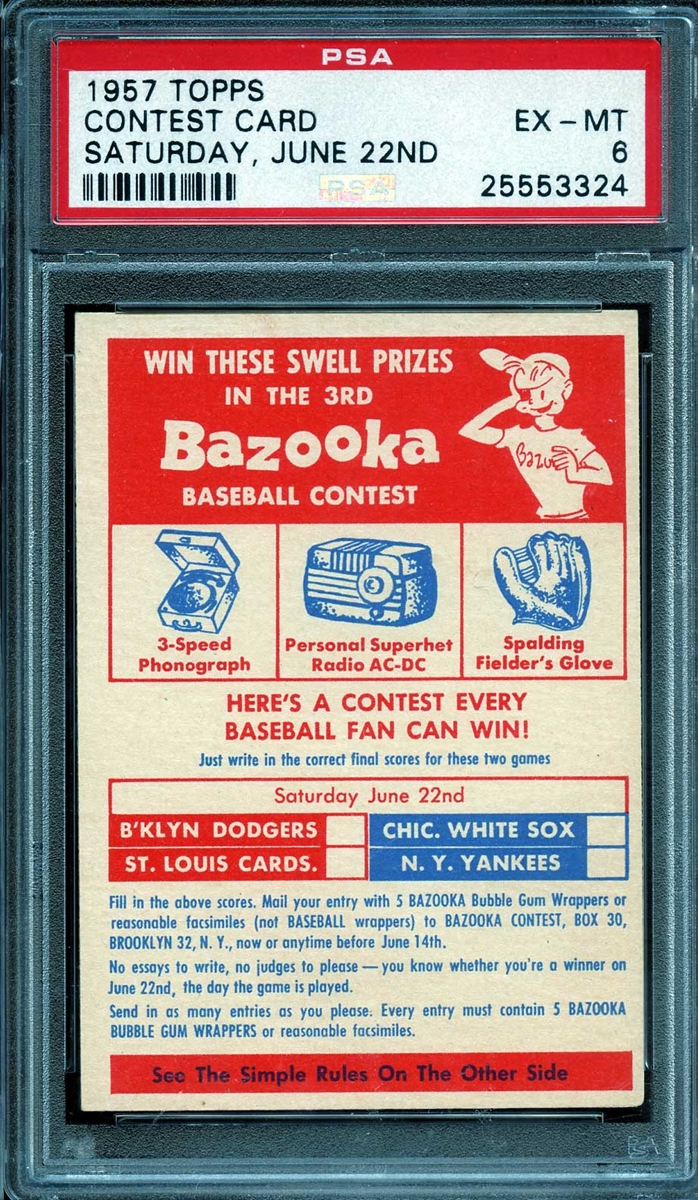 PSA
1957 TOPPS
CONTEST CARD EX - MT
SATURDAY, JUNE 22ND 6
PSA 25553324
WIN THESE SWELL PRIZES
IN THE 3RD
Bazooka
BASEBALL CONTEST
Bazoo
3-Speed
Phonograph
Personal Superhet
Radio AC-DC
Spalding
Fielder's Glove
HERE'S A CONTEST EVERY
BASEBALL FAN CAN WIN!
Just write in the correct final scores for these two games
Saturday June 22nd
B'KLYN DODGERS CHIC. WHITE SOX
ST. LOUIS CARDS. N. Y. YANKEES
Fill in the above scores. Mail your entry with 5 BAZOOKA Bubble Gum Wrappers or
reasonable facsimiles (not BASEBALL wrappers) to BAZOOKA CONTEST, BOX 30,
BROOKLYN 32, N. Y., now or anytime before June 14th.
No essays to write, no judges to please — you know whether you're a winner on
June 22nd, the day the game is played.
Send in as many entries as you please. Every entry must contain 5 BAZOOKA
BUBBLE GUM WRAPPERS or reasonable facsimiles.
See The Simple Rules On The Other Side
PSA